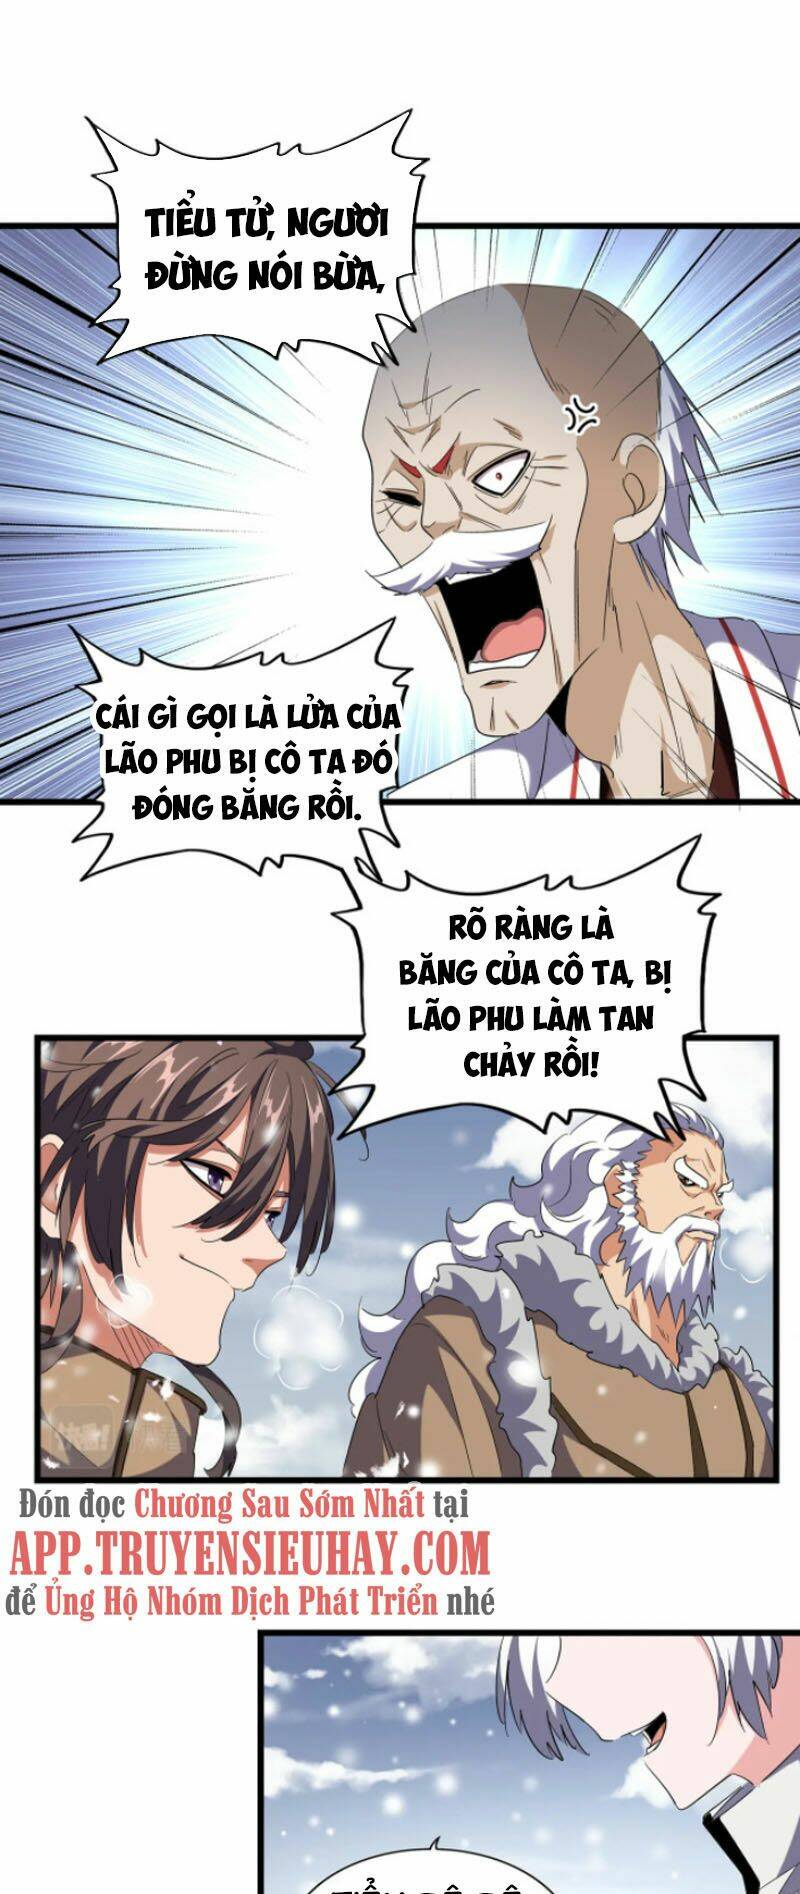 TIỂU TỬ, NGƯƠI
ĐỪNG NÓI BỪA,
CÁI GÌ GỌI LÀ LỬA CỦA
LÃO PHU BỊ CÔ TA ĐÓ
ĐÓNG BĂNG RỒI.
RÕ RÀNG LÀ
BĂNG CỦA CÔ TA, BỊ
LÃO PHU LÀM TAN
CHẢY RỒI!
Đón đọc Chương Sau Sớm Nhất tại
APP.TRUYENSIEUHAY.COM
để Ủng Hộ Nhóm Dịch Phát Triển nhé